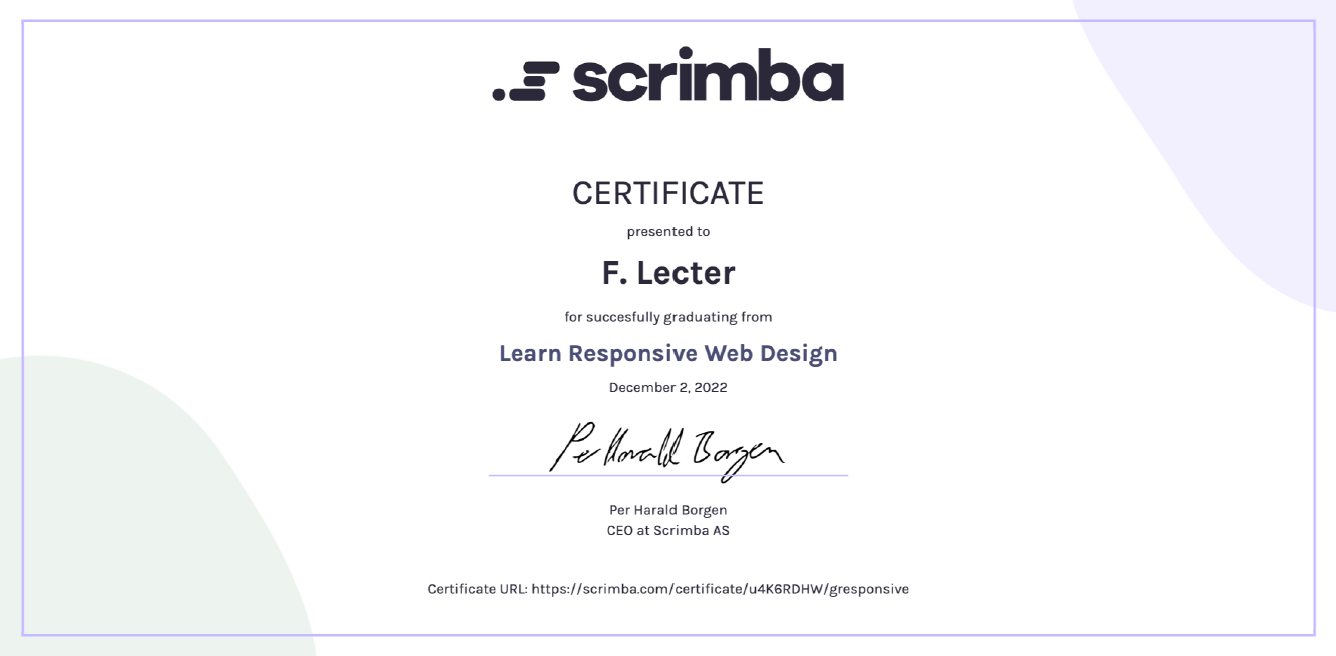 scrimba
CERTIFICATE
presented to
F. Lecter
for succesfully graduating from
Learn Responsive Web Design
December 2, 2022
Per Harald Borgen
Per Harald Borgen
CEO at Scrimba AS
Certificate URL: https://scrimba.com/certificate/u4K6RDHW/gresponsive